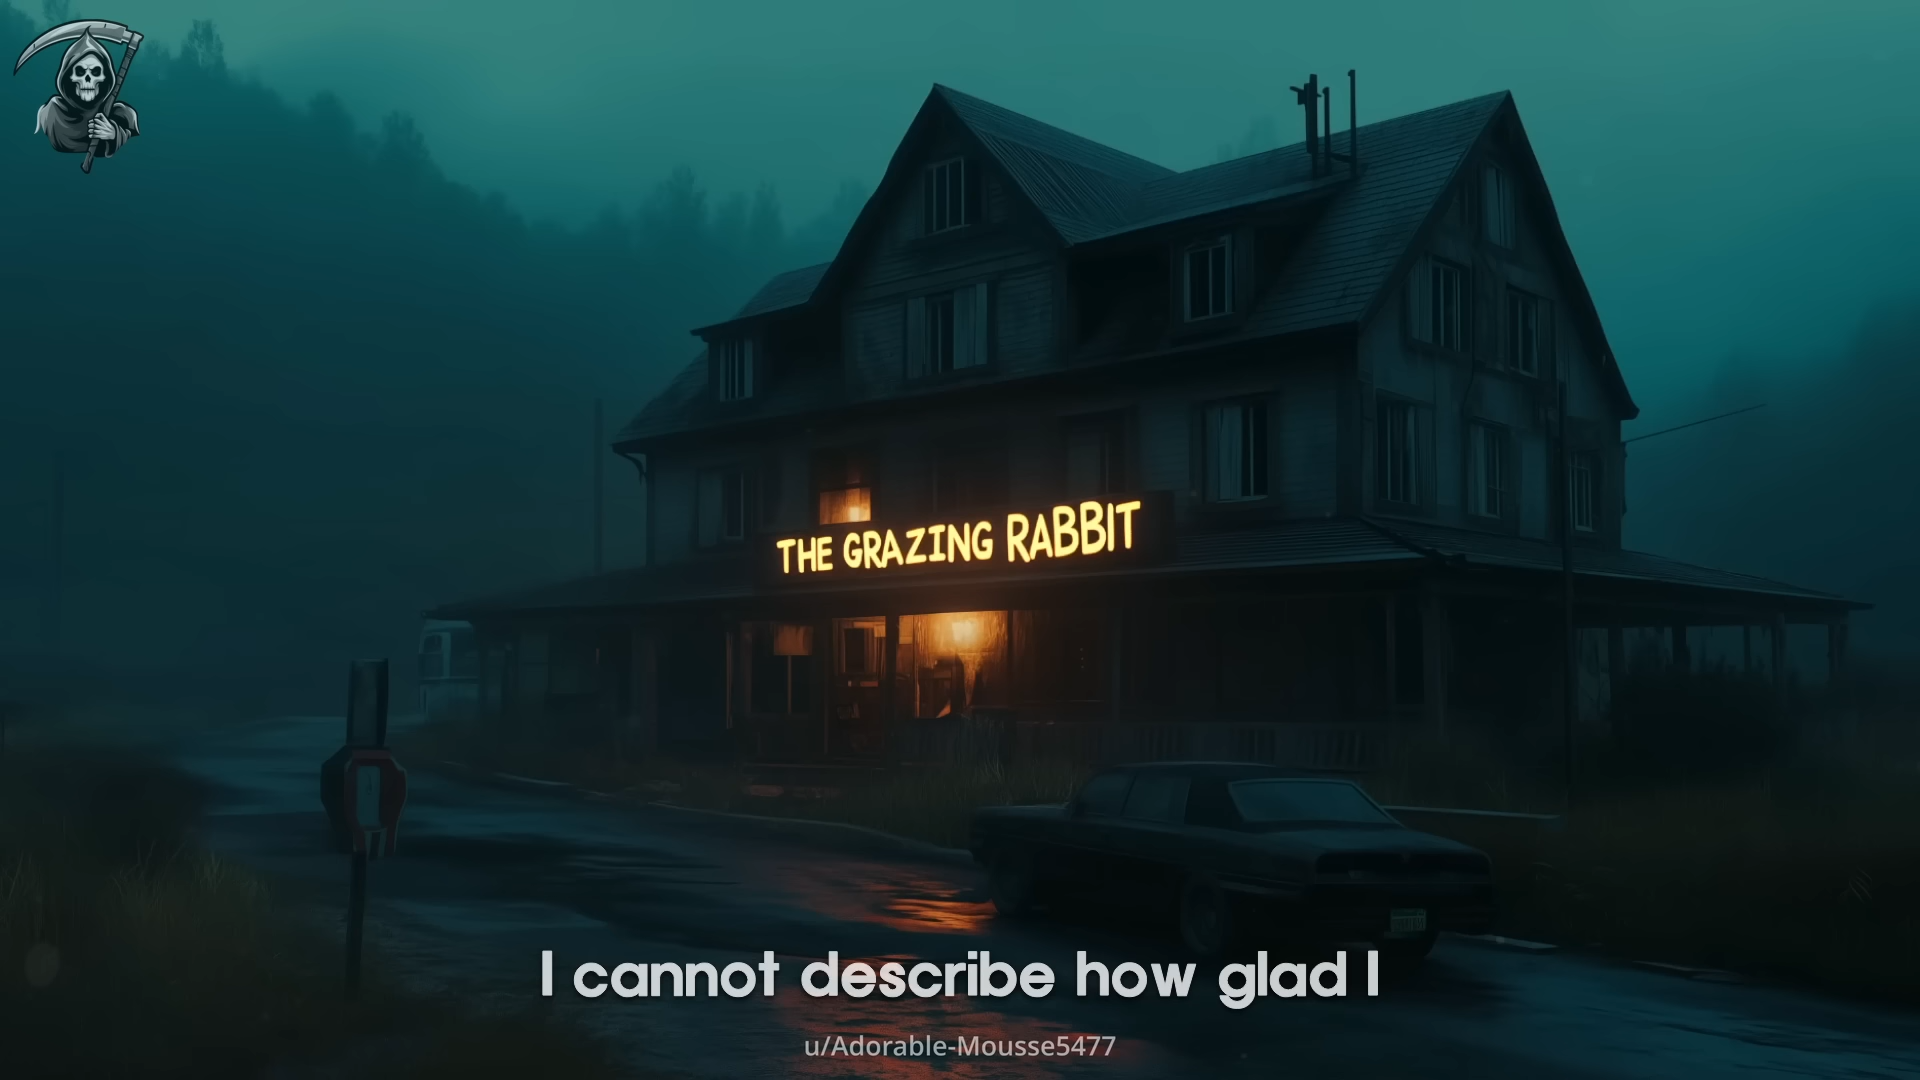 THE GRAZING RABBIT
I cannot describe how glad I
u/Adorable-Mousse5477